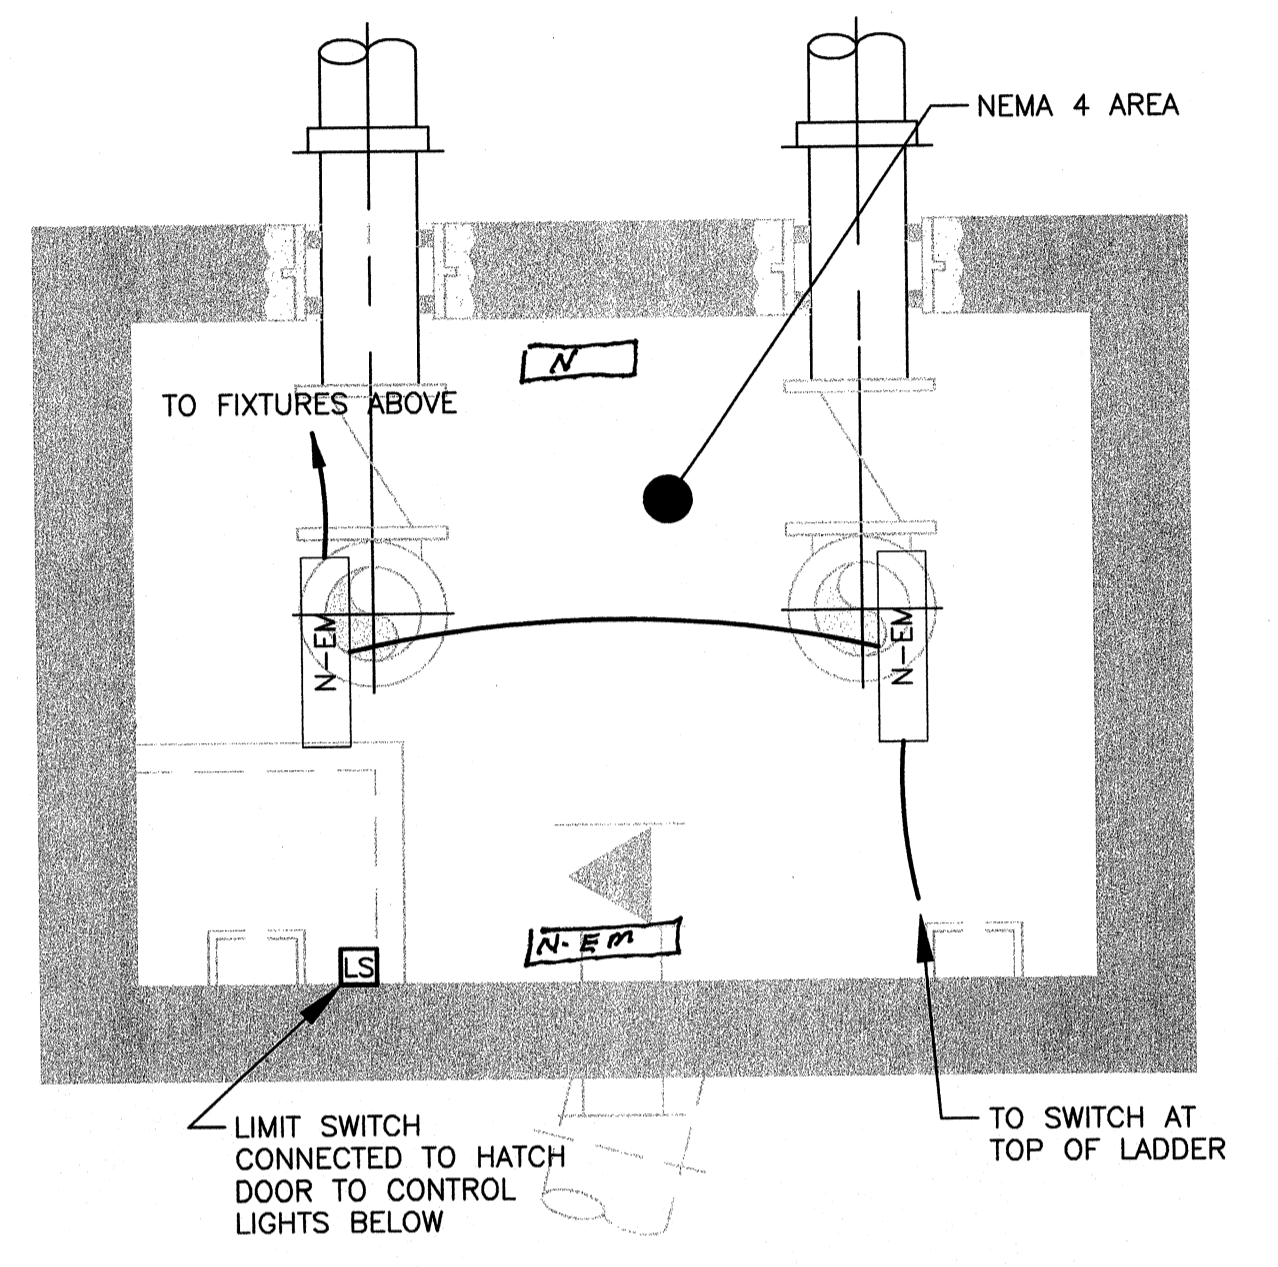 NEMA 4 AREA
N
TO FIXTURES ABOVE
N-EM
N-EM
N-EM
LS
LIMIT SWITCH
CONNECTED TO HATCH
DOOR TO CONTROL
LIGHTS BELOW
TO SWITCH AT
TOP OF LADDER